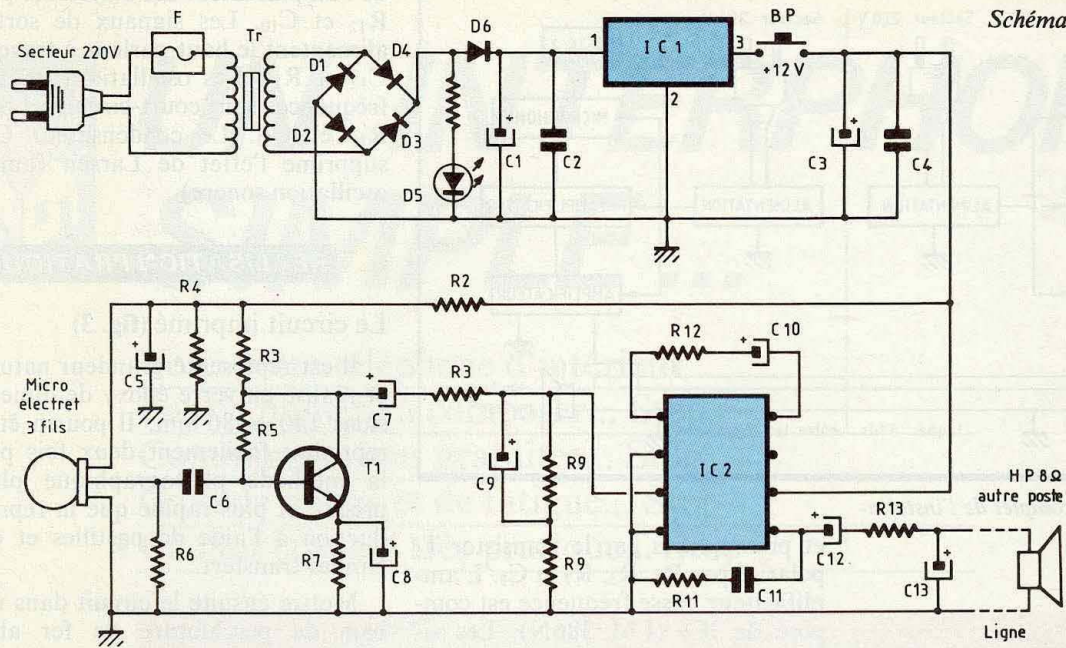 Schéma
F
Secteur 220V
Tr
D1
D4
D2
D3
D6
D5
1
IC1
3
2
BP
+12 V
+
C1
C2
+
C3
C4
R2
R4
+
C5
R3
R5
+
C7
R3
Micro
électret
2 fils
C6
T1
R6
R7
+
C8
+
C9
R9
R9
R12
+
C10
IC2
R11
C11
+
C12
R13
+
C13
HP 8Ω
autre poste
Ligne